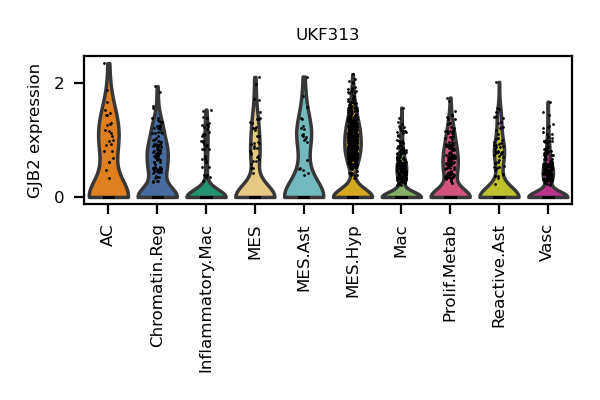 UKF313
GJB2 expression
2
0
AC
Chromatin.Reg
Inflammatory.Mac
MES
MES.Ast
MES.Hyp
Mac
Prolif.Metab
Reactive.Ast
Vasc